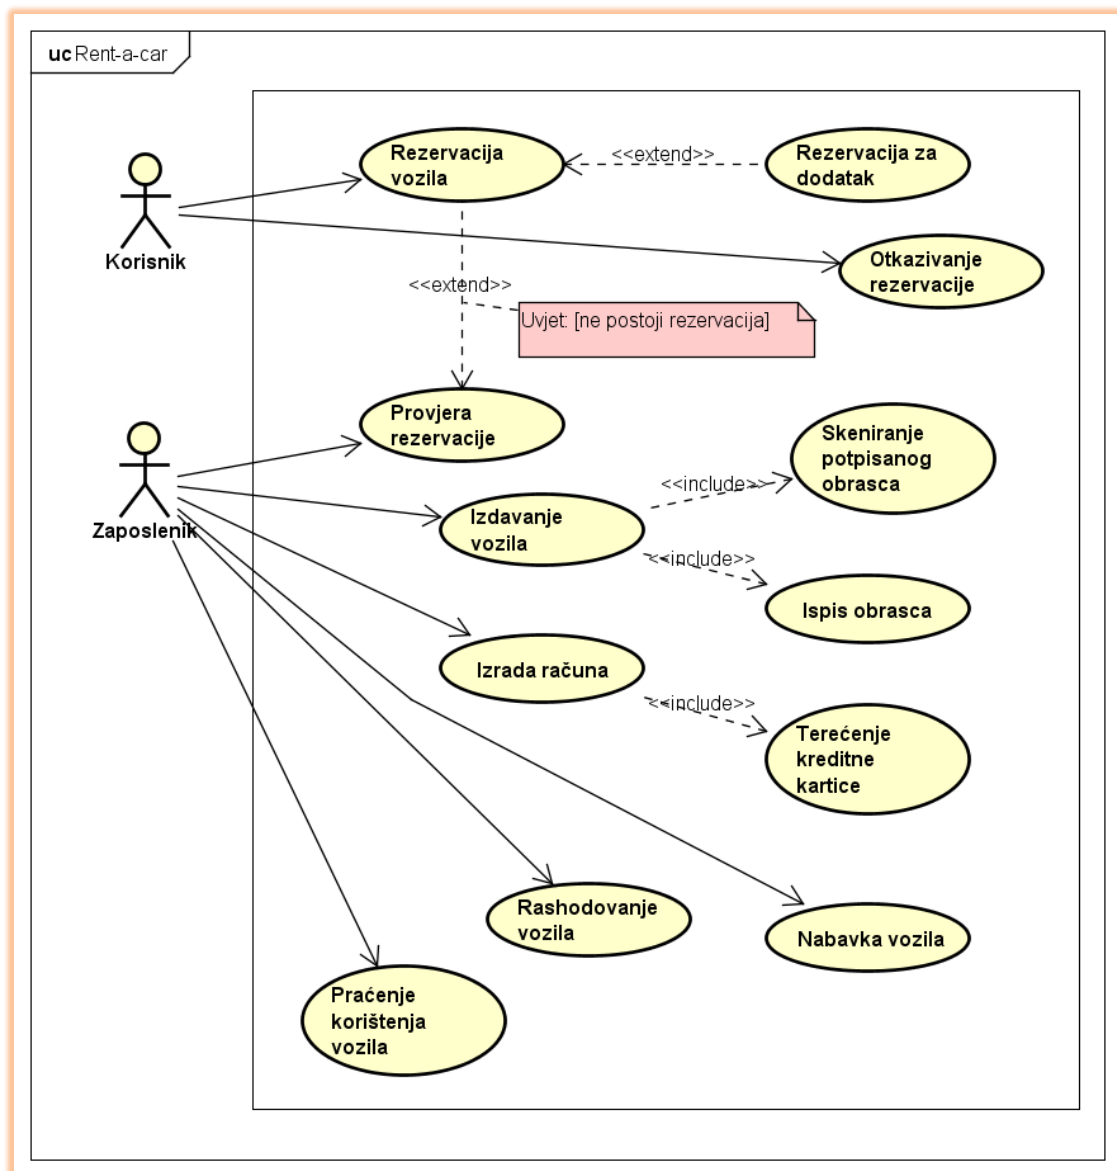 uc Rent-a-car
Rezervacija
vozila
<<extend>>
Rezervacija za
dodatak
Korisnik
Otkazivanje
rezervacije
<<extend>>
Uvjet: [ne postoji rezervacija]
Provjera
rezervacije
Skeniranje
potpisanog
obrasca
<<include>>
Zaposlenik
Izdavanje
vozila
<<include>>
Ispis obrasca
Izrada računa
<<include>>
Terećenje
kreditne
kartice
Rashodovanje
vozila
Nabavka vozila
Praćenje
korištenja
vozila